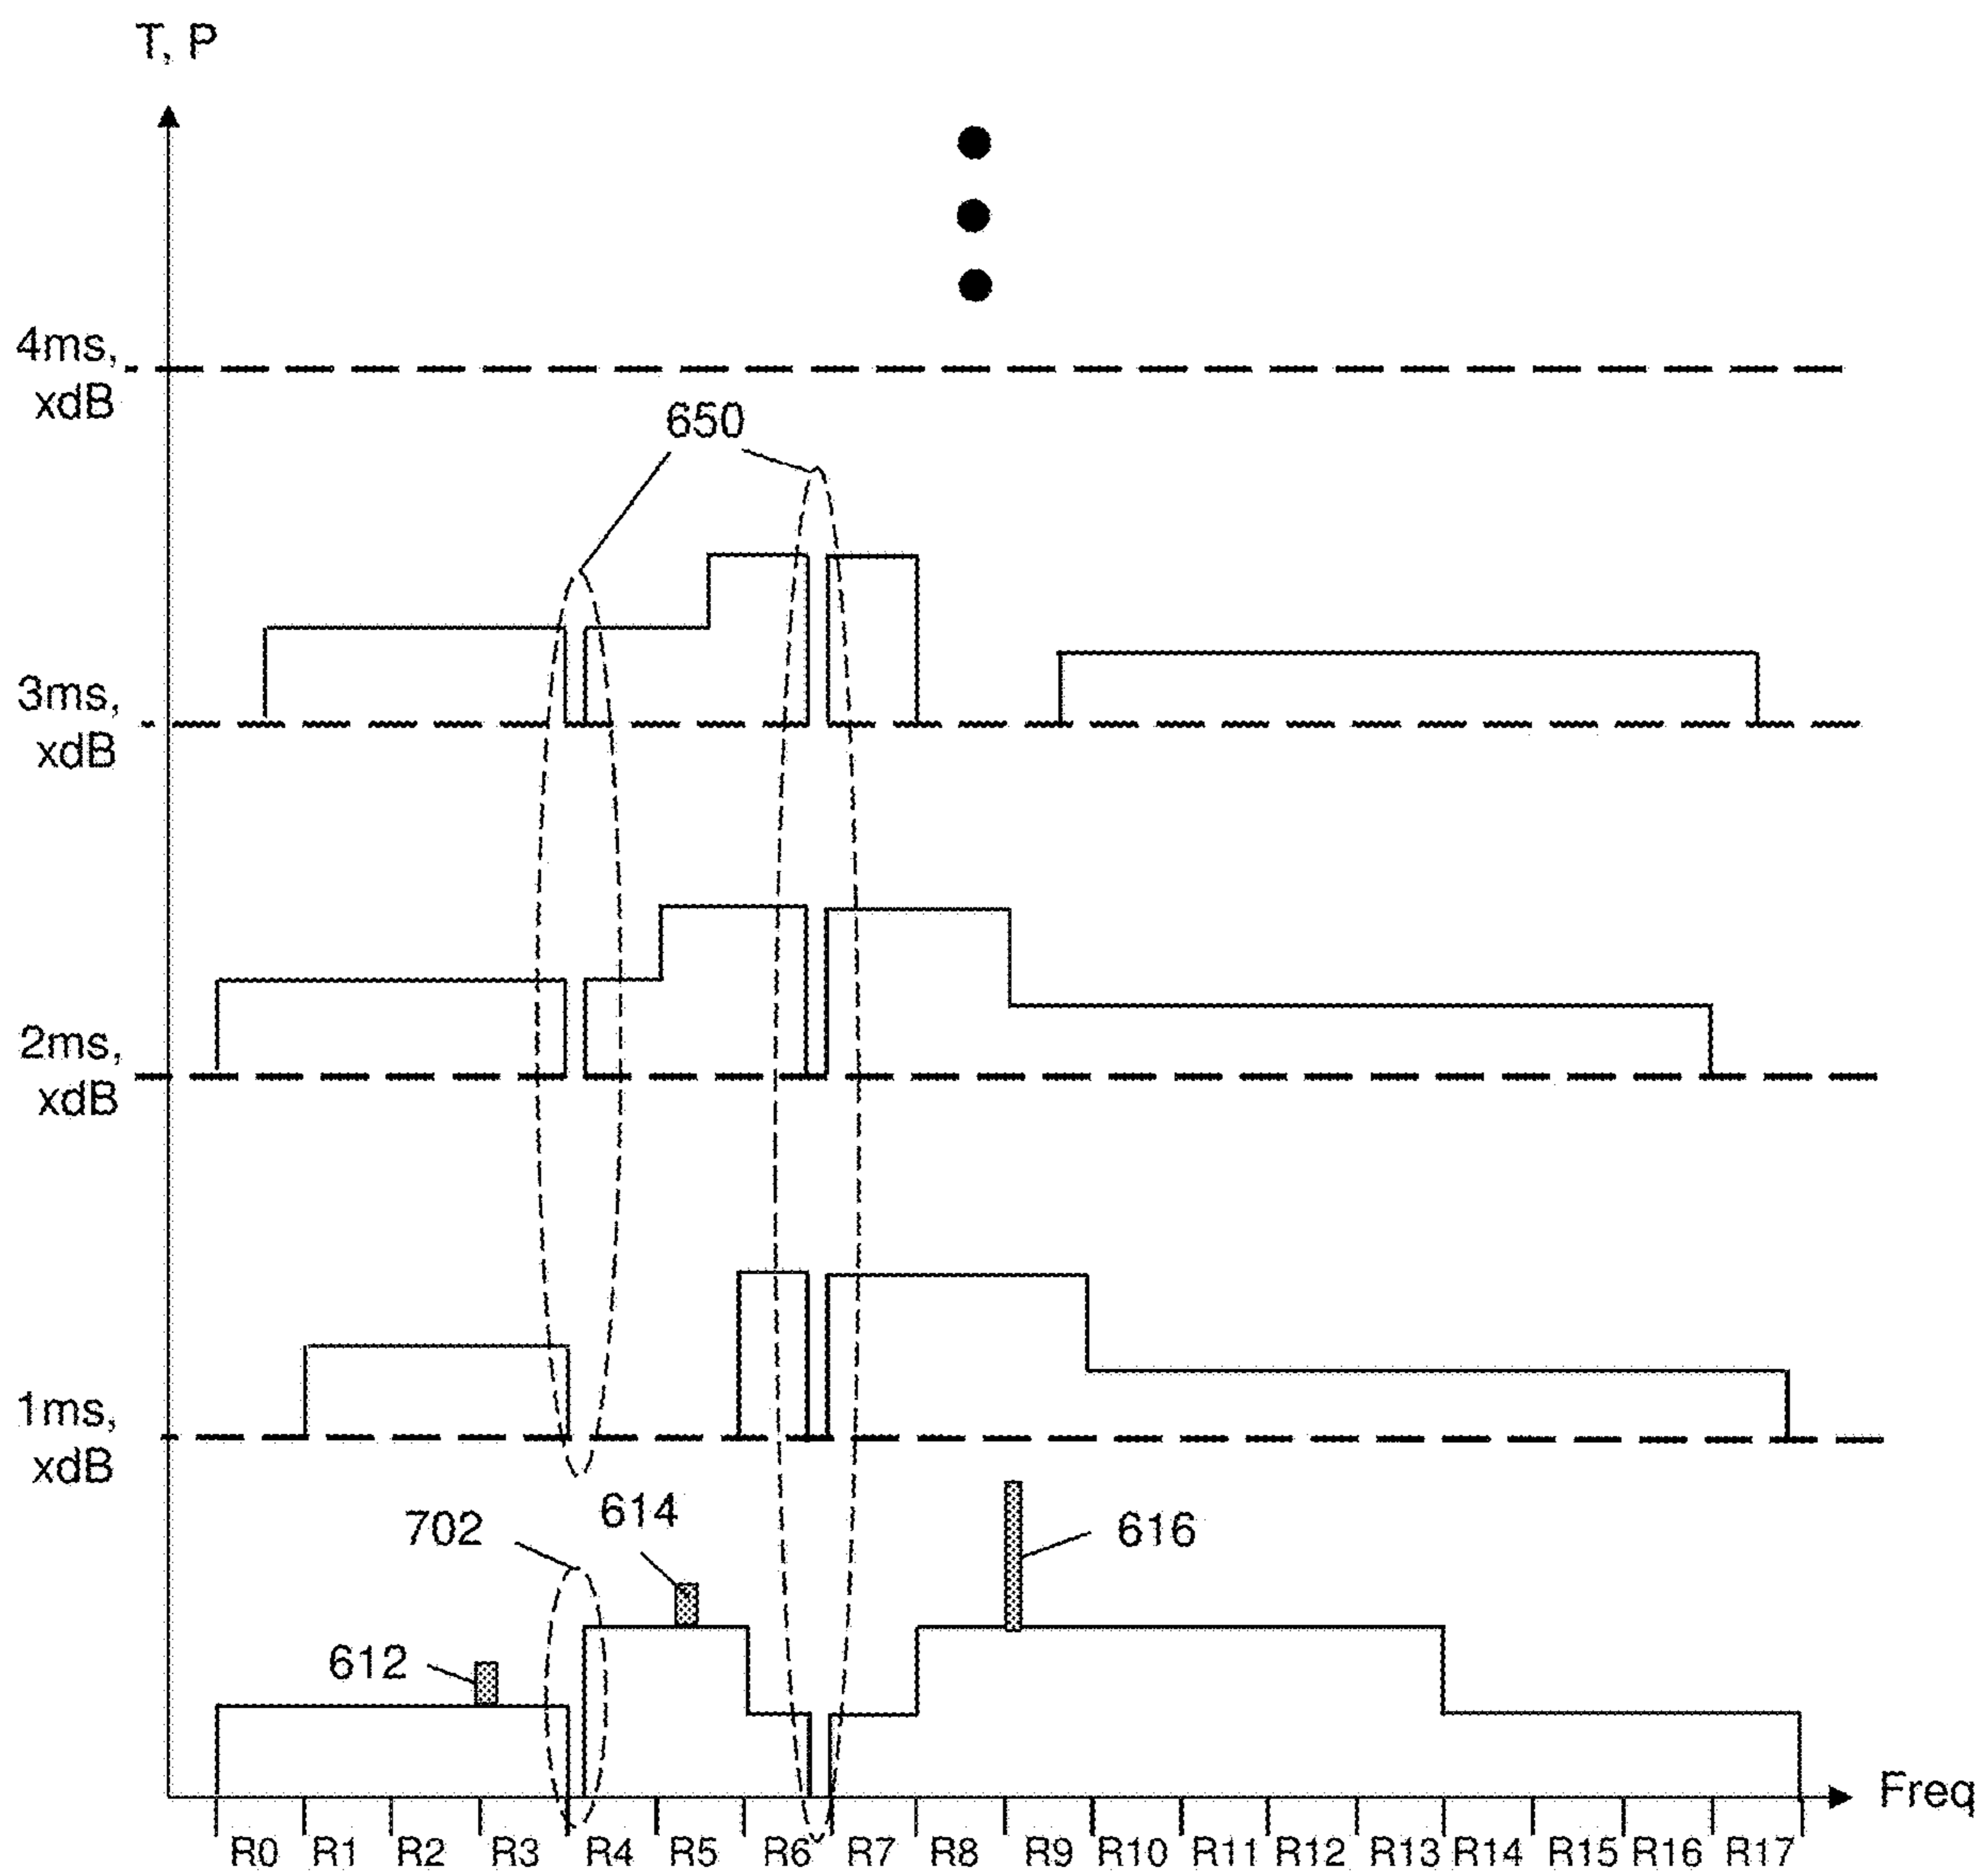 T, P
4ms,
xdB
650
3ms,
xdB
2ms,
xdB
1ms,
xdB
702
614
616
612
Freq
R0 R1 R2 R3 R4 R5 R6 R7 R8 R9 R10 R11 R12 R13 R14 R15 R16 R17